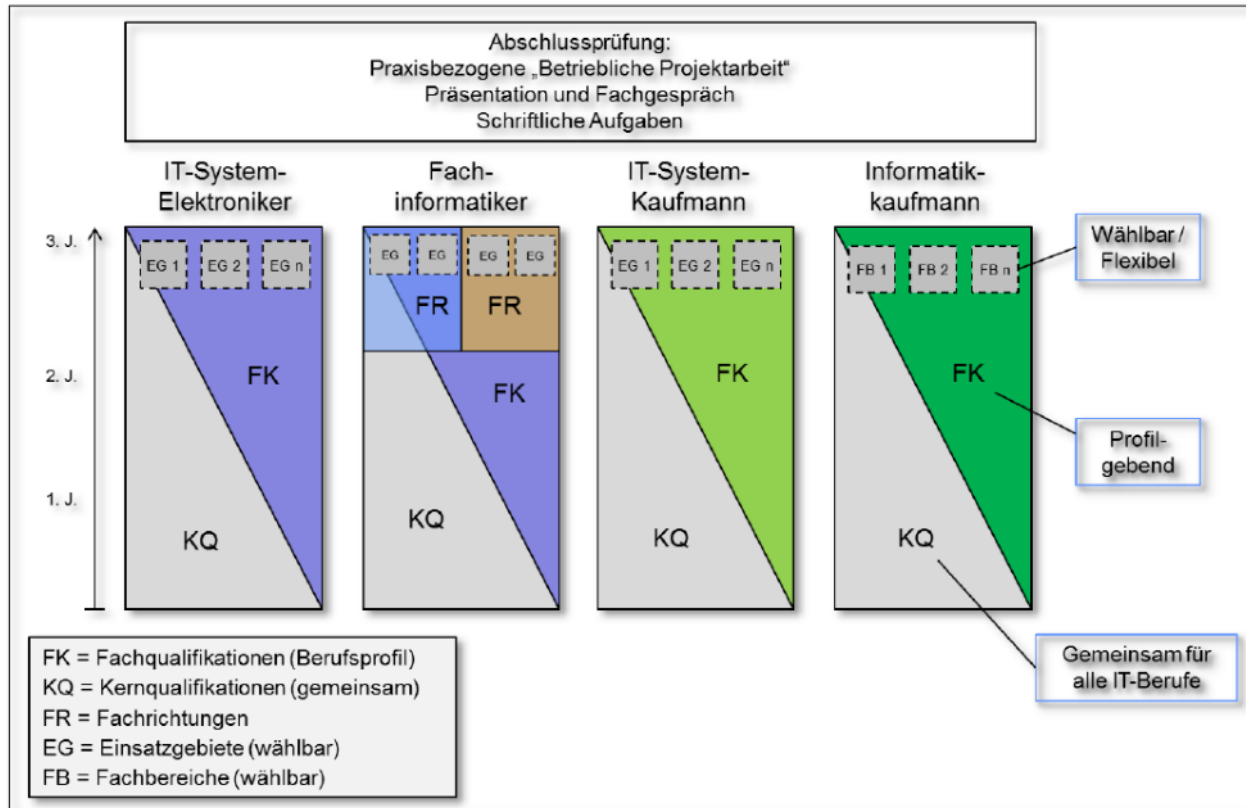 Abschlussprüfung:
Praxisbezogene „Betriebliche Projektarbeit“
Präsentation und Fachgespräch
Schriftliche Aufgaben
IT-System-
Elektroniker
Fach-
informatiker
IT-System-
Kaufmann
Informatik-
kaufmann
3. J.
2. J.
1. J.
EG 1 EG 2 EG n
FK
KQ
EG EG EG EG
FR FR
FK
KQ
EG 1 EG 2 EG n
FK
KQ
FB 1 FB 2 FB n
FK
KQ
Wählbar /
Flexibel
Profil-
gebend
Gemeinsam für
alle IT-Berufe
FK = Fachqualifikationen (Berufsprofil)
KQ = Kernqualifikationen (gemeinsam)
FR = Fachrichtungen
EG = Einsatzgebiete (wählbar)
FB = Fachbereiche (wählbar)